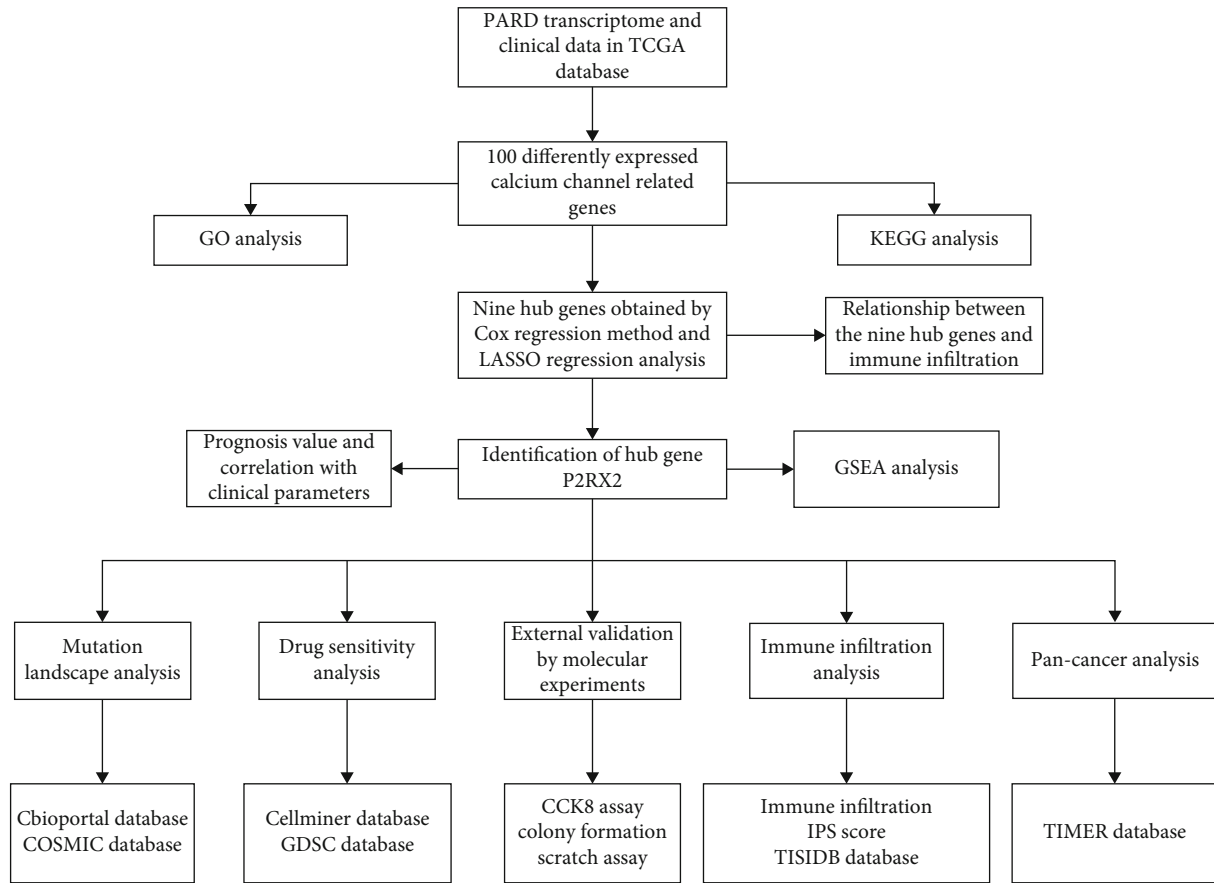 PARD transcriptome and
clinical data in TCGA
database
100 differently expressed
calcium channel related
genes
GO analysis
KEGG analysis
Nine hub genes obtained by
Cox regression method and
LASSO regression analysis
Relationship between
the nine hub genes and
immune infiltration
Prognosis value and
correlation with
clinical parameters
Identification of hub gene
P2RX2
GSEA analysis
Mutation
landscape analysis
Drug sensitivity
analysis
External validation
by molecular
experiments
Immune infiltration
analysis
Pan-cancer analysis
Cbioportal database
COSMIC database
Cellminer database
GDSC database
CCK8 assay
colony formation
scratch assay
Immune infiltration
IPS score
TISIDB database
TIMER database